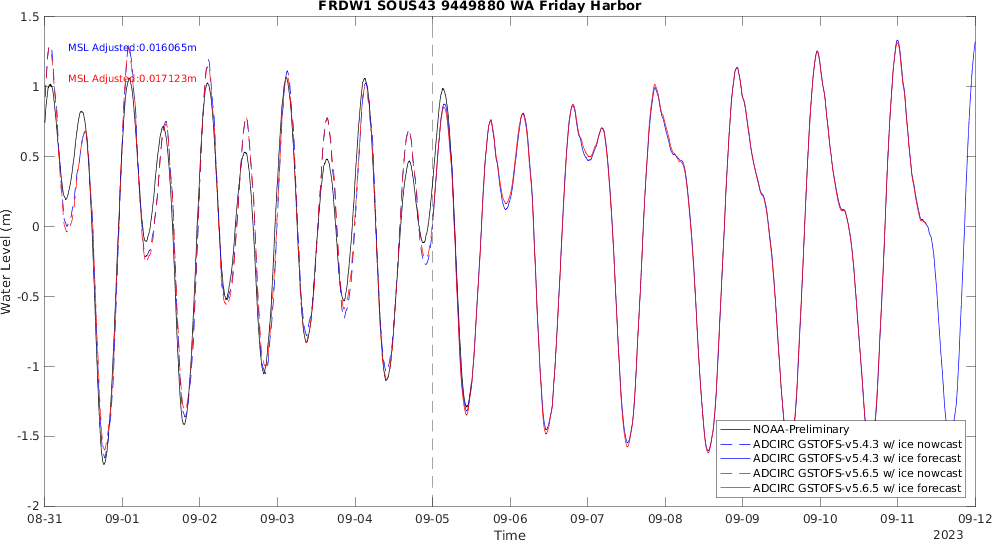 FRDW1 SOUS43 9449880 WA Friday Harbor
1.5
1
0.5
0
-0.5
-1
-1.5
-2
Water Level (m)
MSL Adjusted:0.016065m
MSL Adjusted:0.017123m
NOAA-Preliminary
ADCIRC GSTOFS-v5.4.3 w/ ice nowcast
ADCIRC GSTOFS-v5.4.3 w/ ice forecast
ADCIRC GSTOFS-v5.6.5 w/ ice nowcast
ADCIRC GSTOFS-v5.6.5 w/ ice forecast
08-31 09-01 09-02 09-03 09-04 09-05 09-06 09-07 09-08 09-09 09-10 09-11 09-12
Time
2023